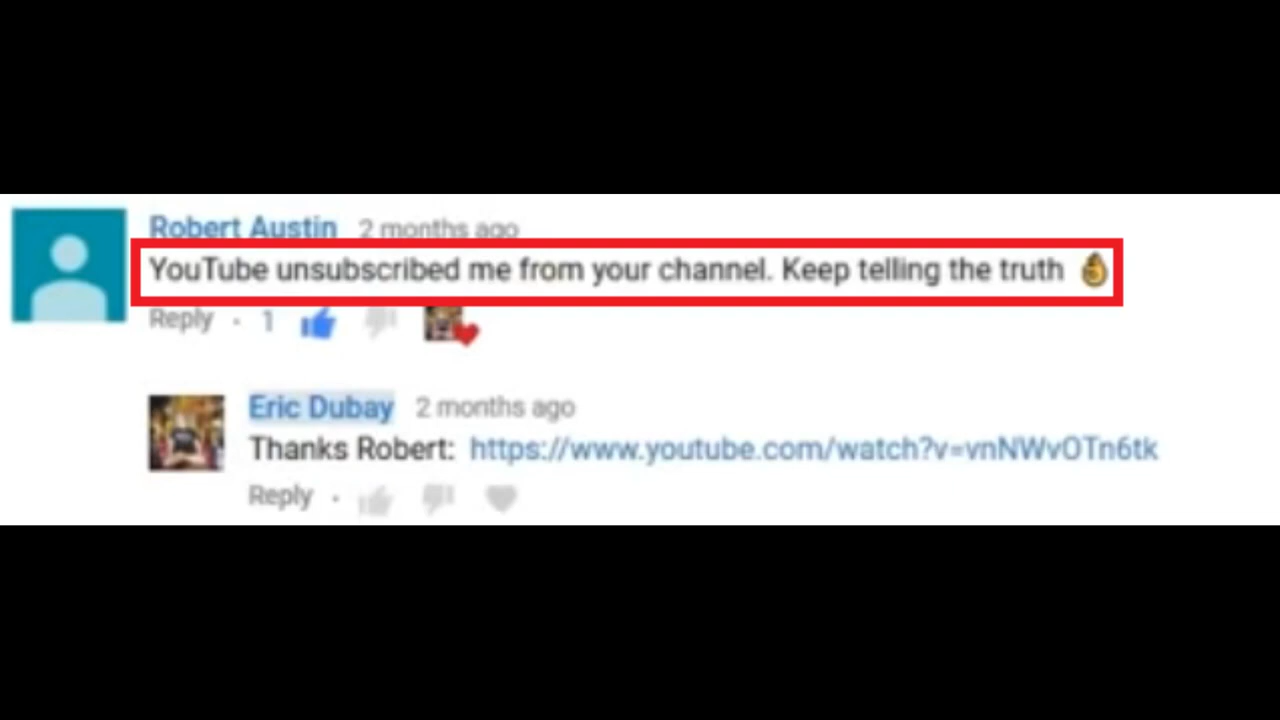 Robert Austin 2 months ago
YouTube unsubscribed me from your channel. Keep telling the truth 👌
Reply · 1
Eric Dubay 2 months ago
Thanks Robert: https://www.youtube.com/watch?v=vnNWvOTn6tk
Reply ·